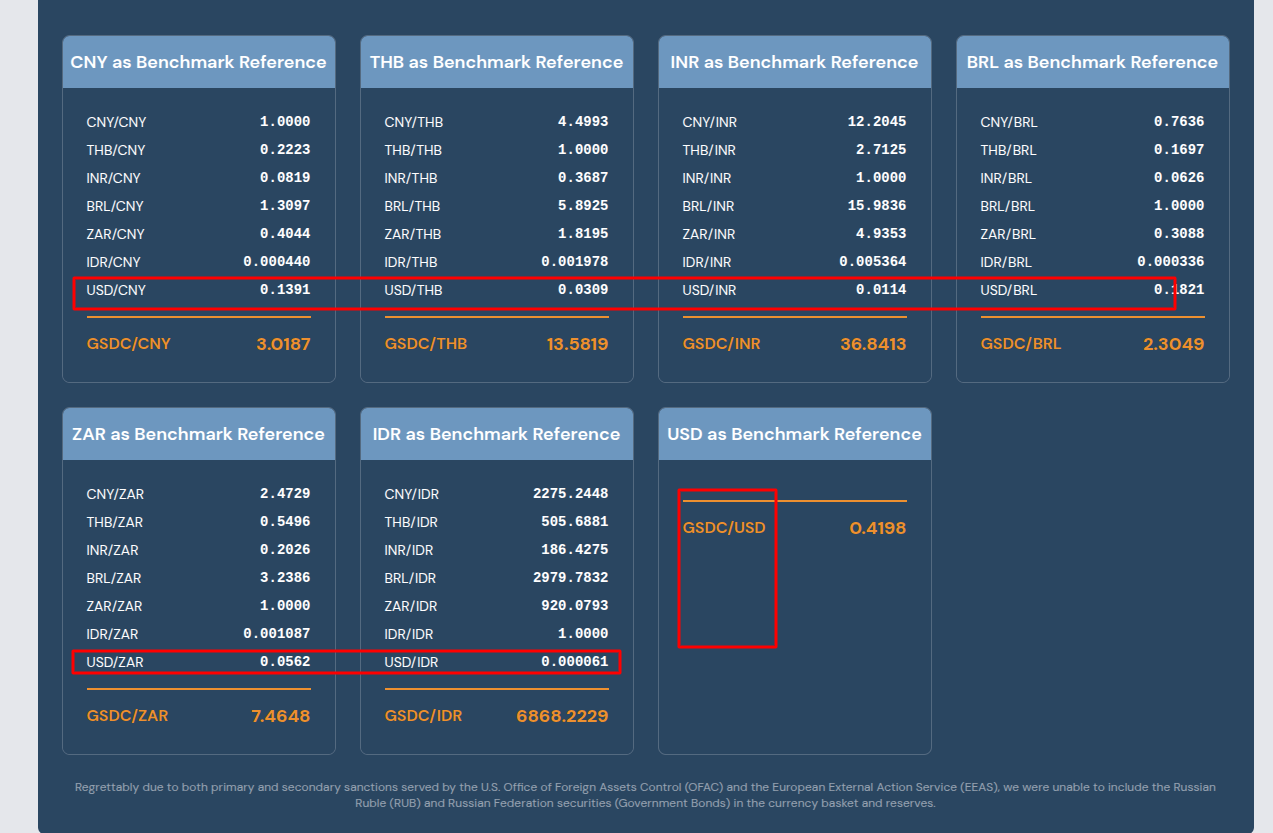 CNY as Benchmark Reference
CNY/CNY 1.0000
THB/CNY 0.2223
INR/CNY 0.0819
BRL/CNY 1.3097
ZAR/CNY 0.4044
IDR/CNY 0.000440
USD/CNY 0.1391
GSDC/CNY 3.0187
THB as Benchmark Reference
CNY/THB 4.4993
THB/THB 1.0000
INR/THB 0.3687
BRL/THB 5.8925
ZAR/THB 1.8195
IDR/THB 0.001978
USD/THB 0.0309
GSDC/THB 13.5819
INR as Benchmark Reference
CNY/INR 12.2045
THB/INR 2.7125
INR/INR 1.0000
BRL/INR 15.9836
ZAR/INR 4.9353
IDR/INR 0.005364
USD/INR 0.0114
GSDC/INR 36.8413
BRL as Benchmark Reference
CNY/BRL 0.7636
THB/BRL 0.1697
INR/BRL 0.0626
BRL/BRL 1.0000
ZAR/BRL 0.3088
IDR/BRL 0.000336
USD/BRL 0.1821
GSDC/BRL 2.3049
ZAR as Benchmark Reference
CNY/ZAR 2.4729
THB/ZAR 0.5496
INR/ZAR 0.2026
BRL/ZAR 3.2386
ZAR/ZAR 1.0000
IDR/ZAR 0.001087
USD/ZAR 0.0562
GSDC/ZAR 7.4648
IDR as Benchmark Reference
CNY/IDR 2275.2448
THB/IDR 505.6881
INR/IDR 186.4275
BRL/IDR 2979.7832
ZAR/IDR 920.0793
IDR/IDR 1.0000
USD/IDR 0.000061
GSDC/IDR 6868.2229
USD as Benchmark Reference
GSDC/USD 0.4198
Regrettably due to both primary and secondary sanctions served by the U.S. Office of Foreign Assets Control (OFAC) and the European External Action Service (EEAS), we were unable to include the Russian
Ruble (RUB) and Russian Federation securities (Government Bonds) in the currency basket and reserves.